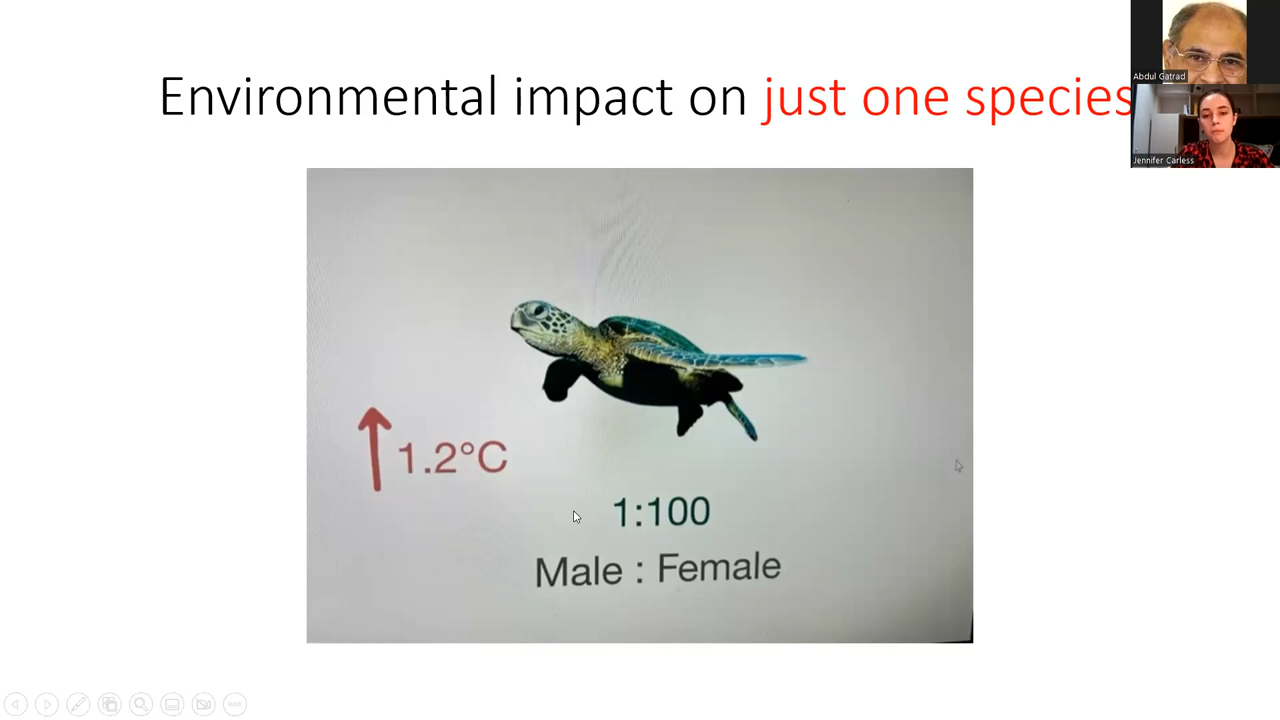 Environmental impact on just one species
Abdul Gatrad
Jennifer Carless
1.2°C
1:100
Male : Female